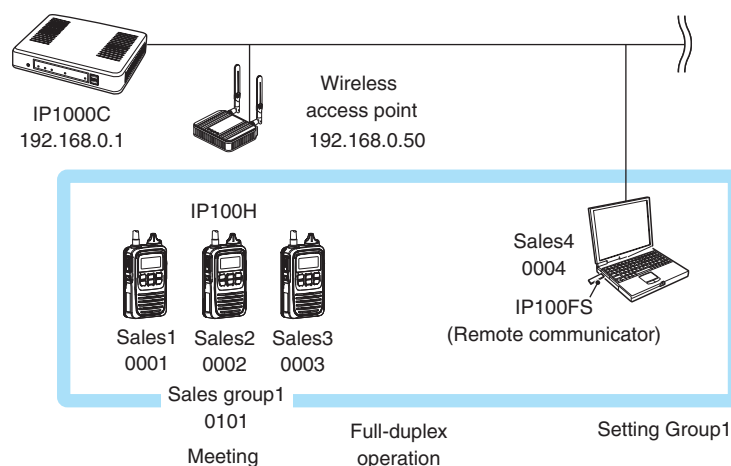 IP1000C
192.168.0.1
Wireless
access point
192.168.0.50
IP100H
Sales1
0001
Sales2
0002
Sales3
0003
Sales4
0004
IP100FS
(Remote communicator)
Sales group1
0101
Meeting
Full-duplex
operation
Setting Group1